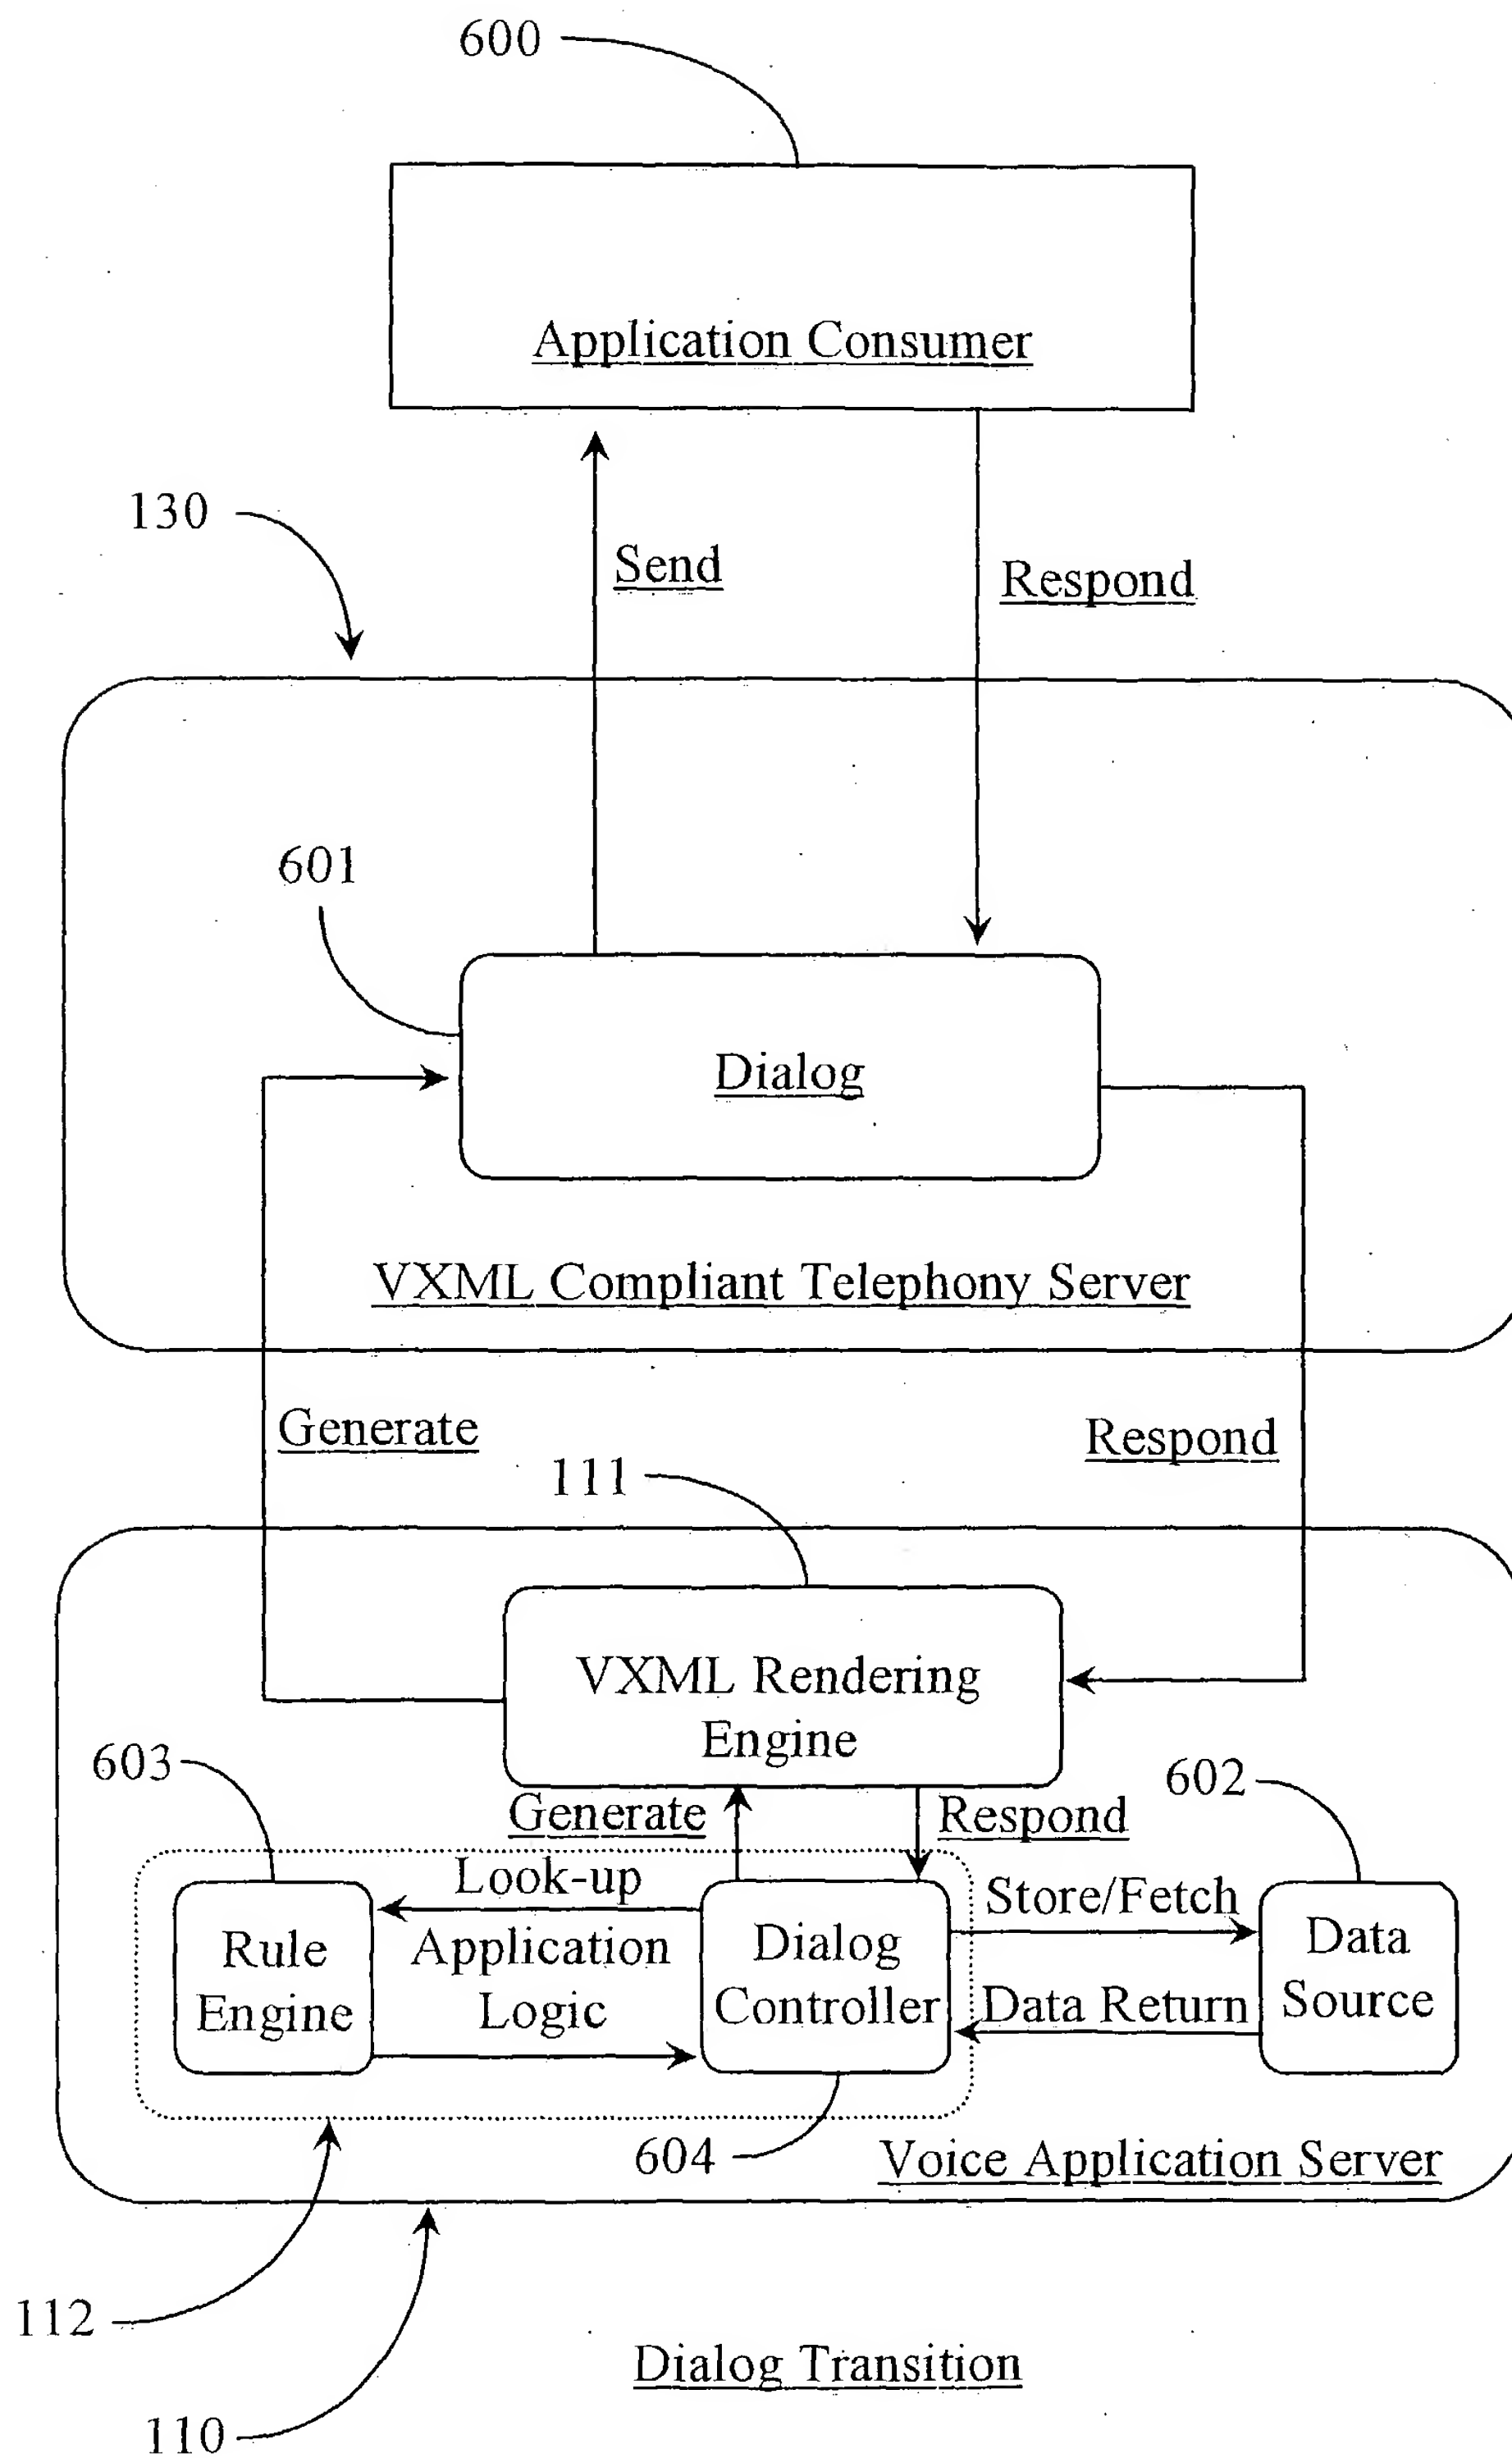 600
Application Consumer
130
Send
Respond
601
Dialog
VXML Compliant Telephony Server
Generate
Respond
111
VXML Rendering
Engine
603
602
Generate
Respond
Look-up
Store/Fetch
Rule
Engine
Application
Logic
Dialog
Controller
Data Return
Data
Source
604
Voice Application Server
112
Dialog Transition
110